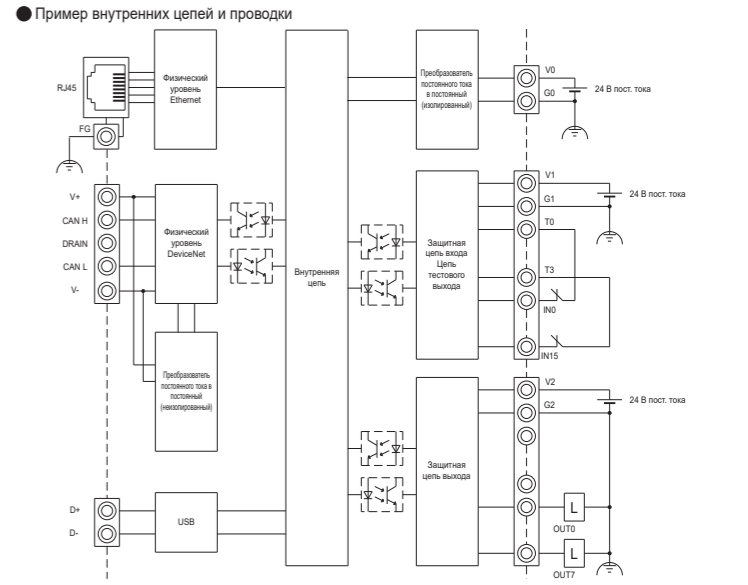 ● Пример внутренних цепей и проводки
RJ45
FG
Физический
уровень
Ethernet
V+
CAN H
DRAIN
CAN L
V-
Физический
уровень
DeviceNet
Преобразователь
постоянного тока в
постоянный
(неизолированный)
D+
D-
USB
Внутренняя
цепь
Преобразователь
постоянного тока
в постоянный
(изолированный)
V0
G0
24 В пост. тока
Защитная
цепь входа
Цепь
тестового
выхода
V1
G1
T0
T3
IN0
IN15
24 В пост. тока
Защитная
цепь выхода
V2
G2
24 В пост. тока
L
OUT0
L
OUT7